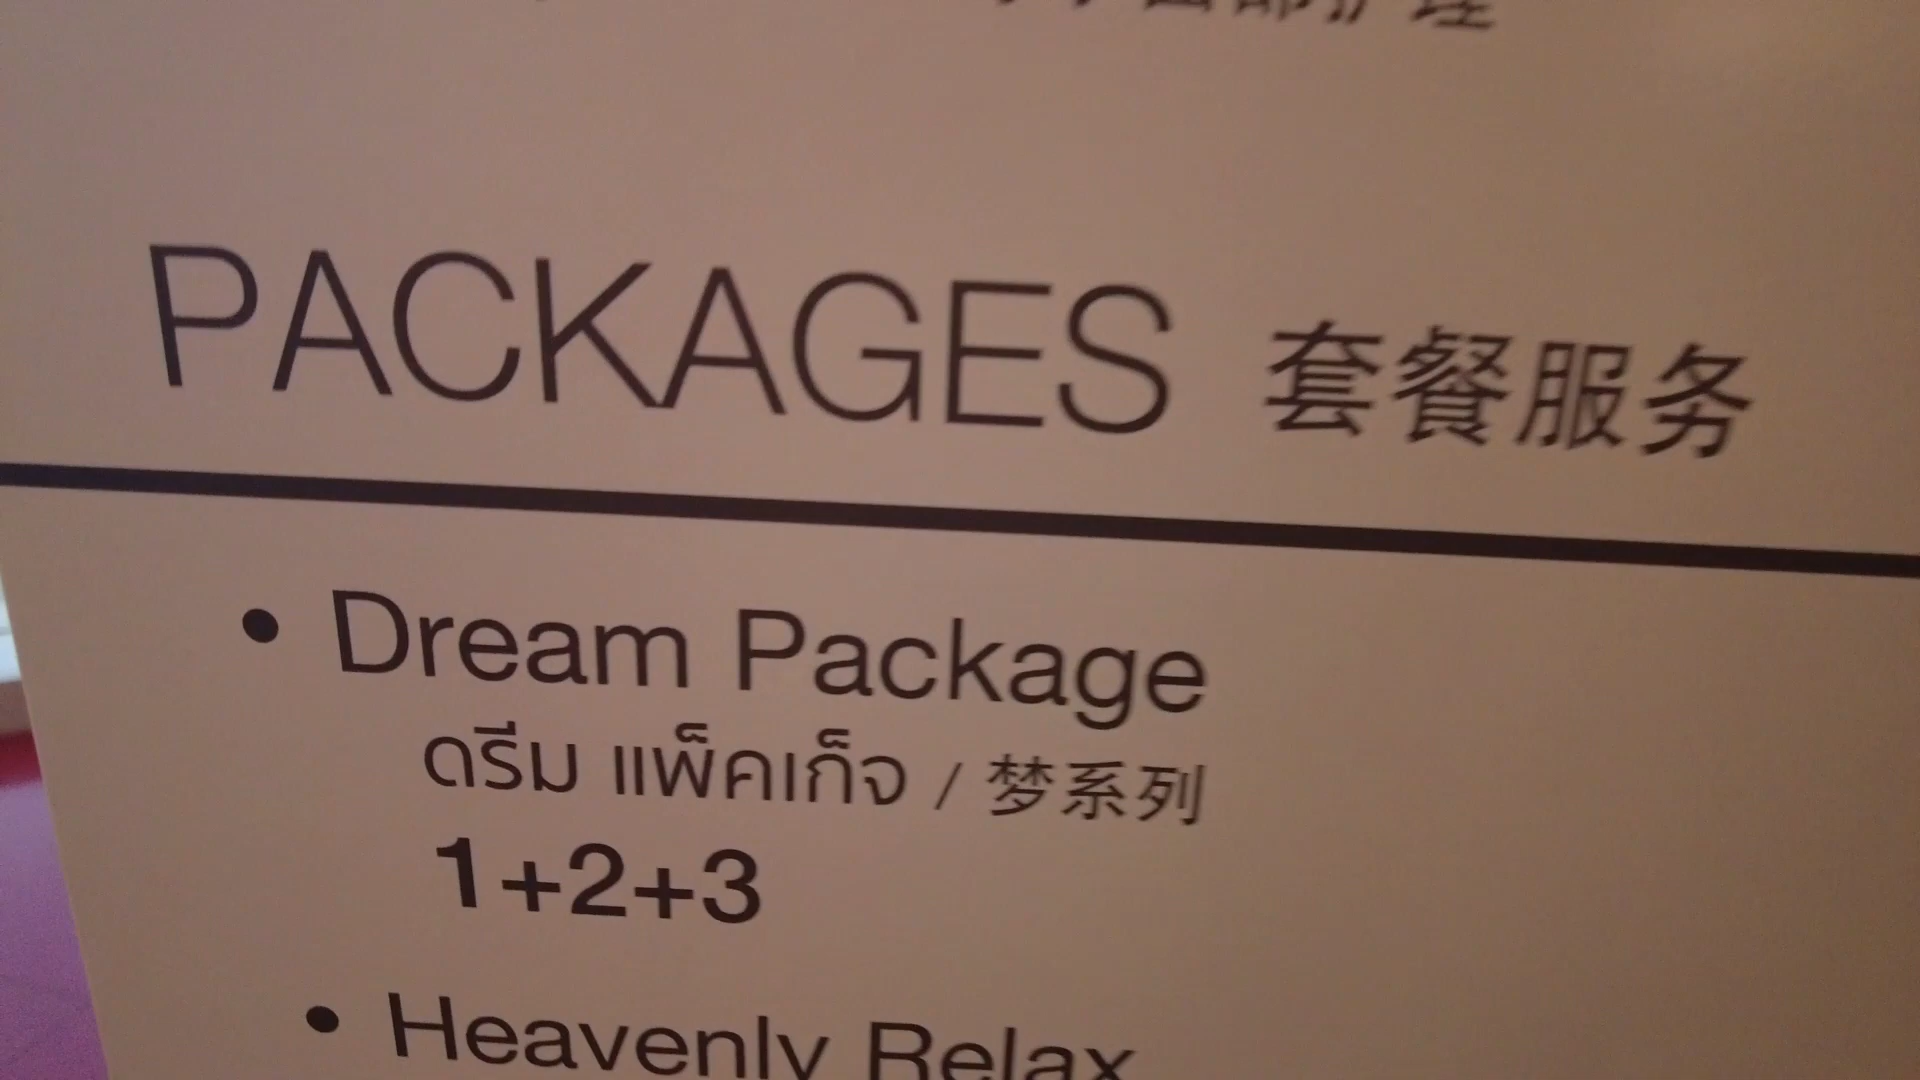 PACKAGES 套餐服务
• Dream Package
ดรีม แพ็คเก็จ / 梦系列
1+2+3
• Heavenly Relax